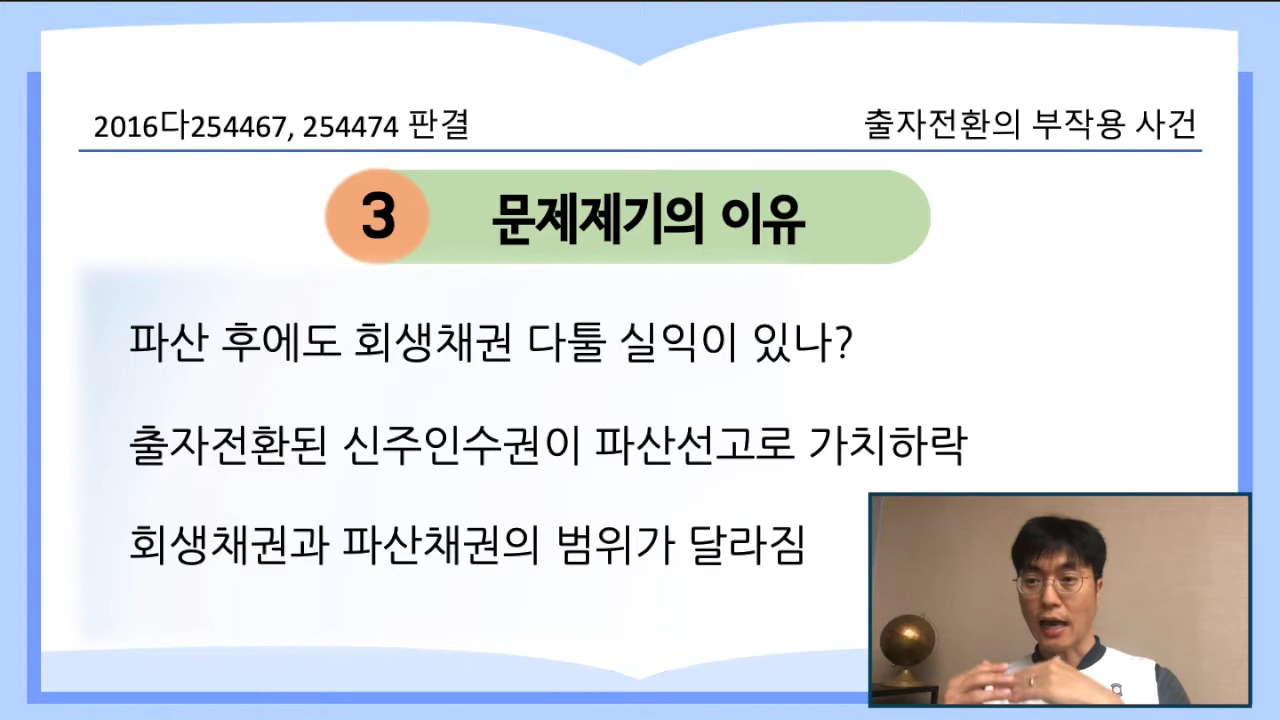 2016다254467, 254474 판결
출자전환의 부작용 사건
3 문제제기의 이유
파산 후에도 회생채권 다툴 실익이 있나?
출자전환된 신주인수권이 파산선고로 가치하락
회생채권과 파산채권의 범위가 달라짐